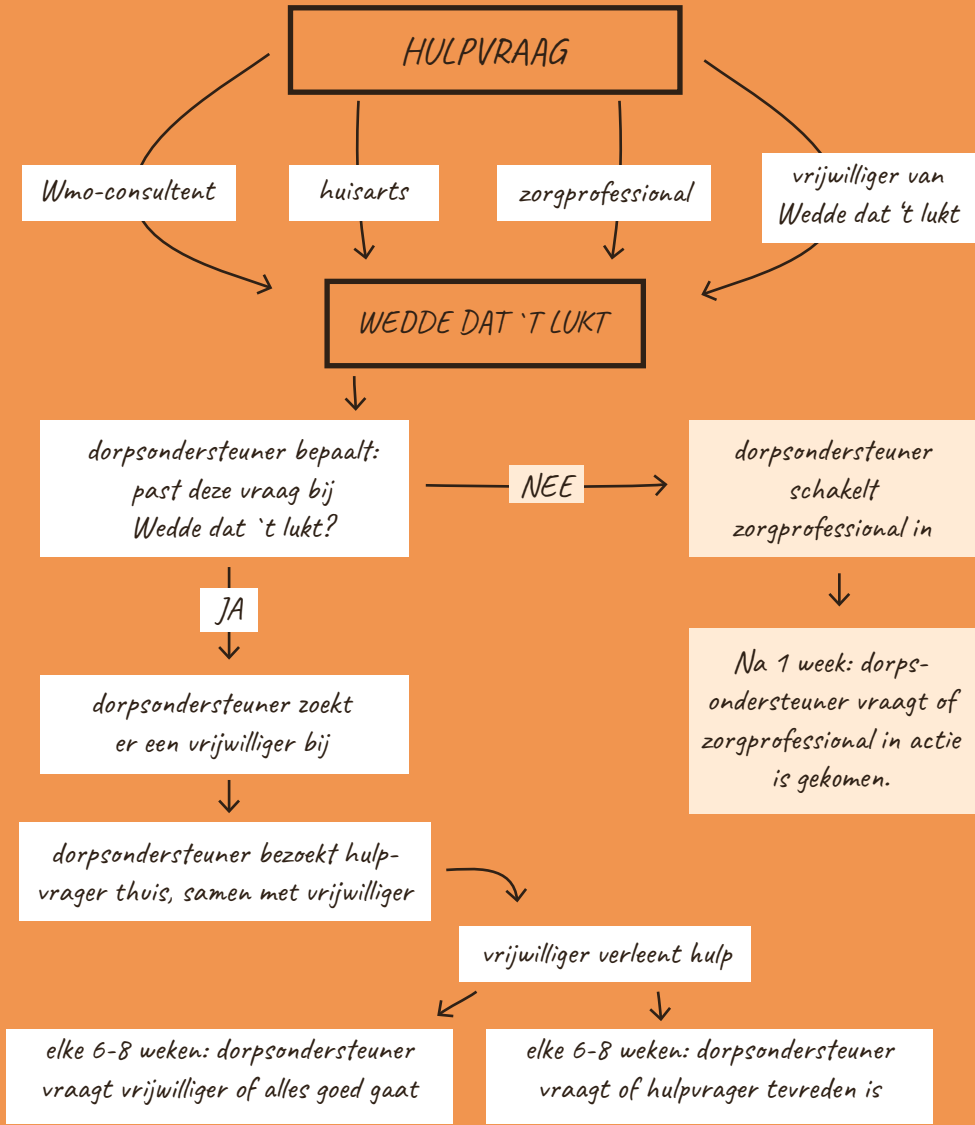 HULPVRAAG
Wmo-consultent
huisarts
zorgprofessional
vrijwilliger van
Wedde dat 't lukt
WEDDE DAT `T LUKT
dorpsondersteuner bepaalt:
past deze vraag bij
Wedde dat `t lukt?
NEE
dorpsondersteuner
schakelt
zorgprofessional in
JA
Na 1 week: dorps-
ondersteuner vraagt of
zorgprofessional in actie
is gekomen.
dorpsondersteuner zoekt
er een vrijwilliger bij
dorpsondersteuner bezoekt hulp-
vrager thuis, samen met vrijwilliger
vrijwilliger verleent hulp
elke 6-8 weken: dorpsondersteuner
vraagt vrijwilliger of alles goed gaat
elke 6-8 weken: dorpsondersteuner
vraagt of hulpvrager tevreden is